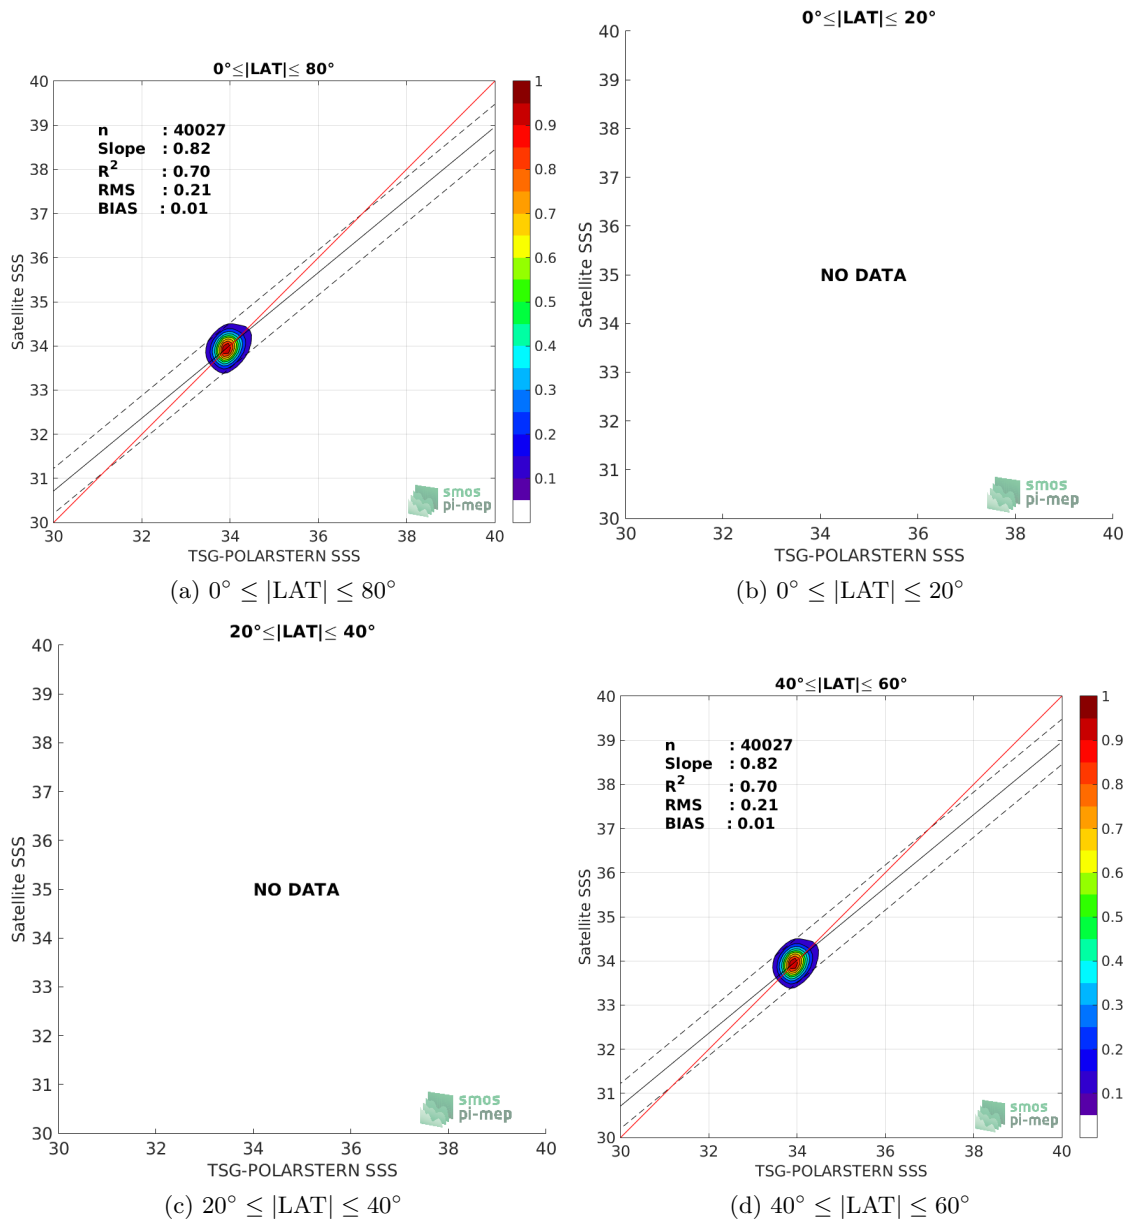 0°≤|LAT|≤ 80°
40
39
38
37
36
35
34
33
32
31
30
n : 40027
Slope : 0.82
R2 : 0.70
RMS : 0.21
BIAS : 0.01
Satellite SSS
30 32 34 36 38 40
TSG-POLARSTERN SSS
1
0.9
0.8
0.7
0.6
0.5
0.4
0.3
0.2
0.1
smos
pi-mep
(a) 0° ≤ |LAT| ≤ 80°
0°≤|LAT|≤ 20°
40
39
38
37
36
35
34
33
32
31
30
Satellite SSS
NO DATA
smos
pi-mep
30 32 34 36 38 40
TSG-POLARSTERN SSS
(b) 0° ≤ |LAT| ≤ 20°
20°≤|LAT|≤ 40°
40
39
38
37
36
35
34
33
32
31
30
Satellite SSS
NO DATA
smos
pi-mep
30 32 34 36 38 40
TSG-POLARSTERN SSS
(c) 20° ≤ |LAT| ≤ 40°
40°≤|LAT|≤ 60°
40
39
38
37
36
35
34
33
32
31
30
n : 40027
Slope : 0.82
R2 : 0.70
RMS : 0.21
BIAS : 0.01
Satellite SSS
30 32 34 36 38 40
TSG-POLARSTERN SSS
1
0.9
0.8
0.7
0.6
0.5
0.4
0.3
0.2
0.1
smos
pi-mep
(d) 40° ≤ |LAT| ≤ 60°